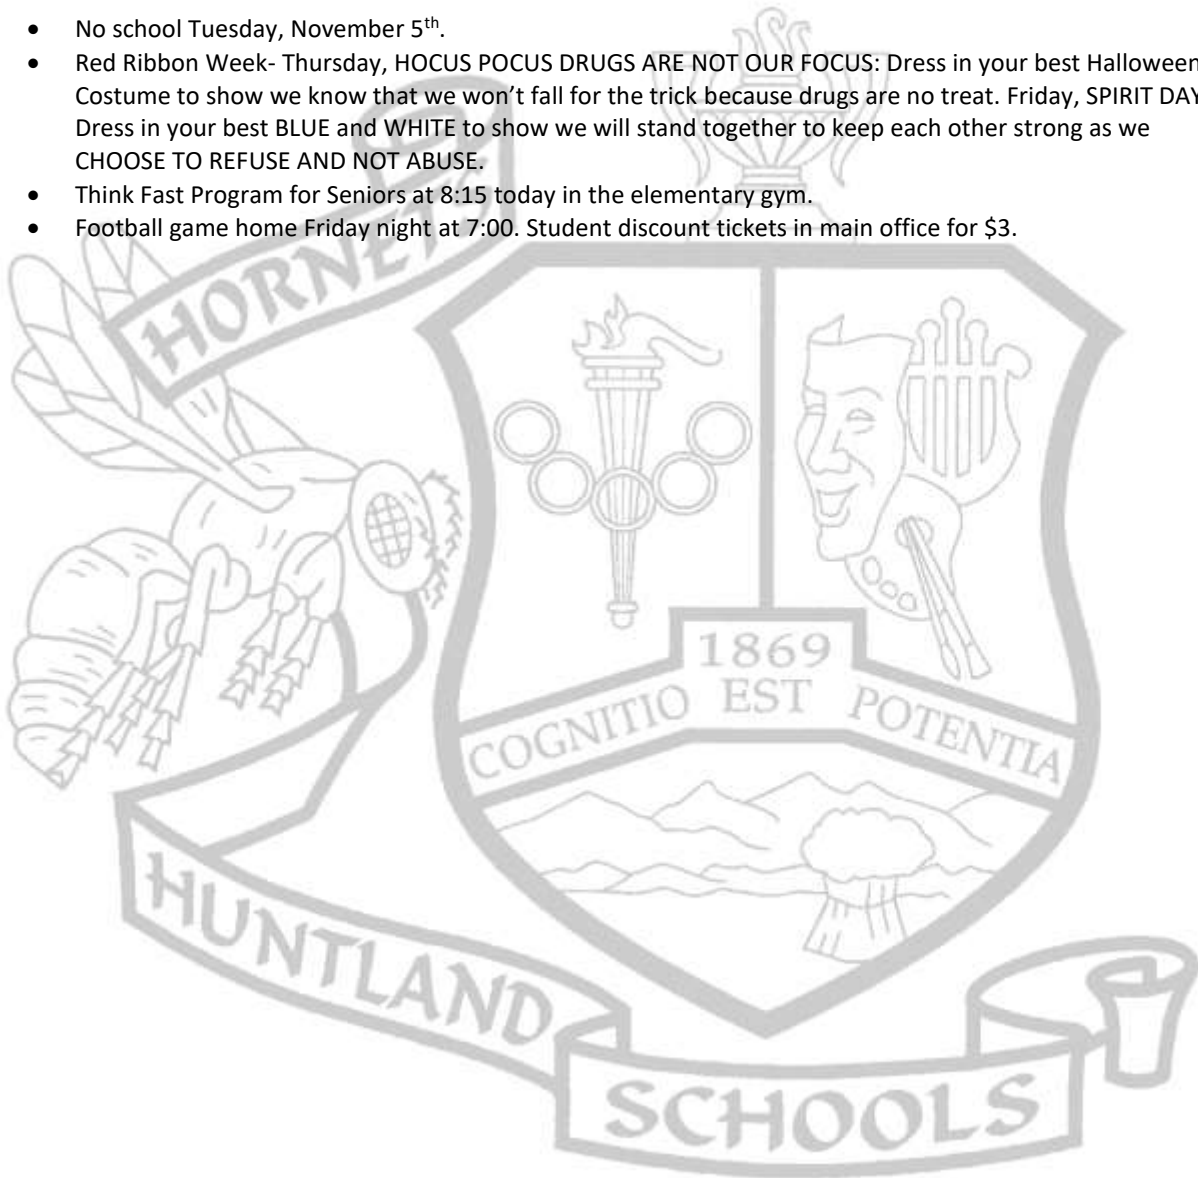 • No school Tuesday, November 5th.
• Red Ribbon Week- Thursday, HOCUS POCUS DRUGS ARE NOT OUR FOCUS: Dress in your best Halloween
Costume to show we know that we won't fall for the trick because drugs are no treat. Friday, SPIRIT DAY
Dress in your best BLUE and WHITE to show we will stand together to keep each other strong as we
CHOOSE TO REFUSE AND NOT ABUSE.
• Think Fast Program for Seniors at 8:15 today in the elementary gym.
• Football game home Friday night at 7:00. Student discount tickets in main office for $3.
HORNETS
1869
COGNITIO EST POTENTIA
HUNTLAND
SCHOOLS